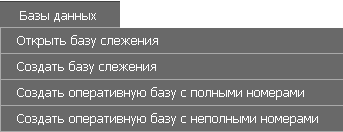 Базы данных
Открыть базу слежения
Создать базу слежения
Создать оперативную базу с полными номерами
Создать оперативную базу с неполными номерами